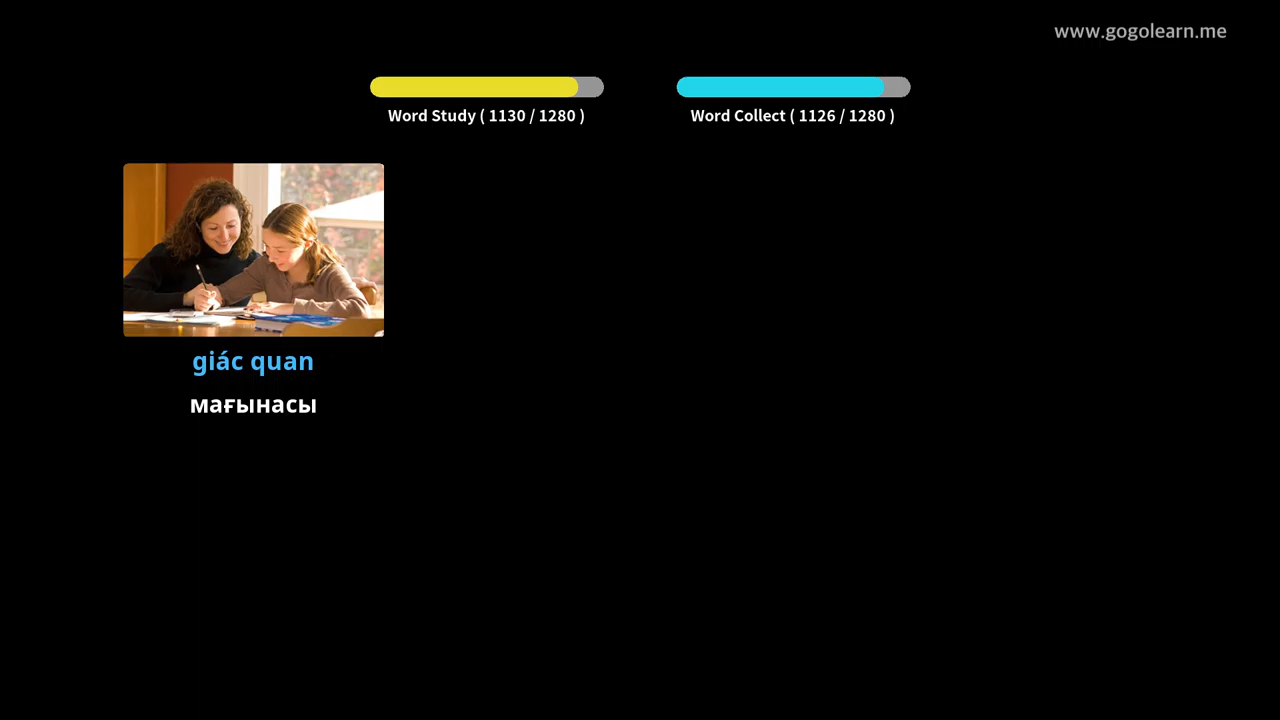 www.gogolearn.me
Word Study ( 1130 / 1280 )
Word Collect ( 1126 / 1280 )
giác quan
мағынасы